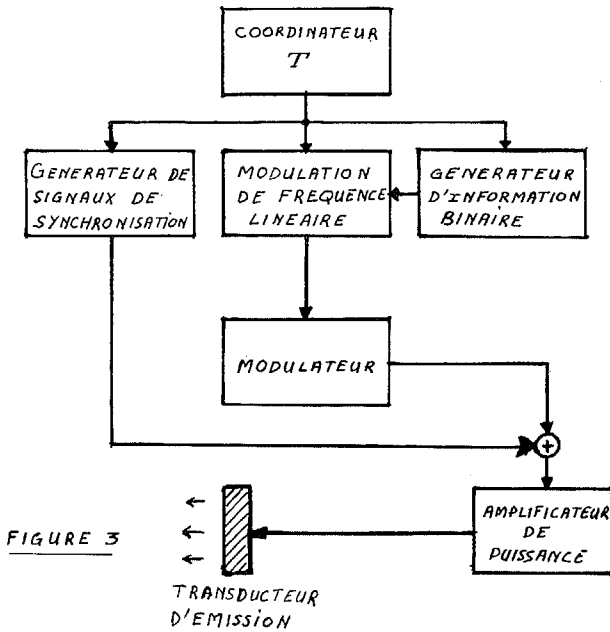 COORDINATEUR
T
GENERATEUR DE
SIGNAUX DE
SYNCHRONISATION
MODULATION
DE FREQUENCE
LINEAIRE
GENERATEUR
D'INFORMATION
BINAIRE
MODULATEUR
+
AMPLIFICATEUR
DE
PUISSANCE
FIGURE 3
TRANSDUCTEUR
D'EMISSION